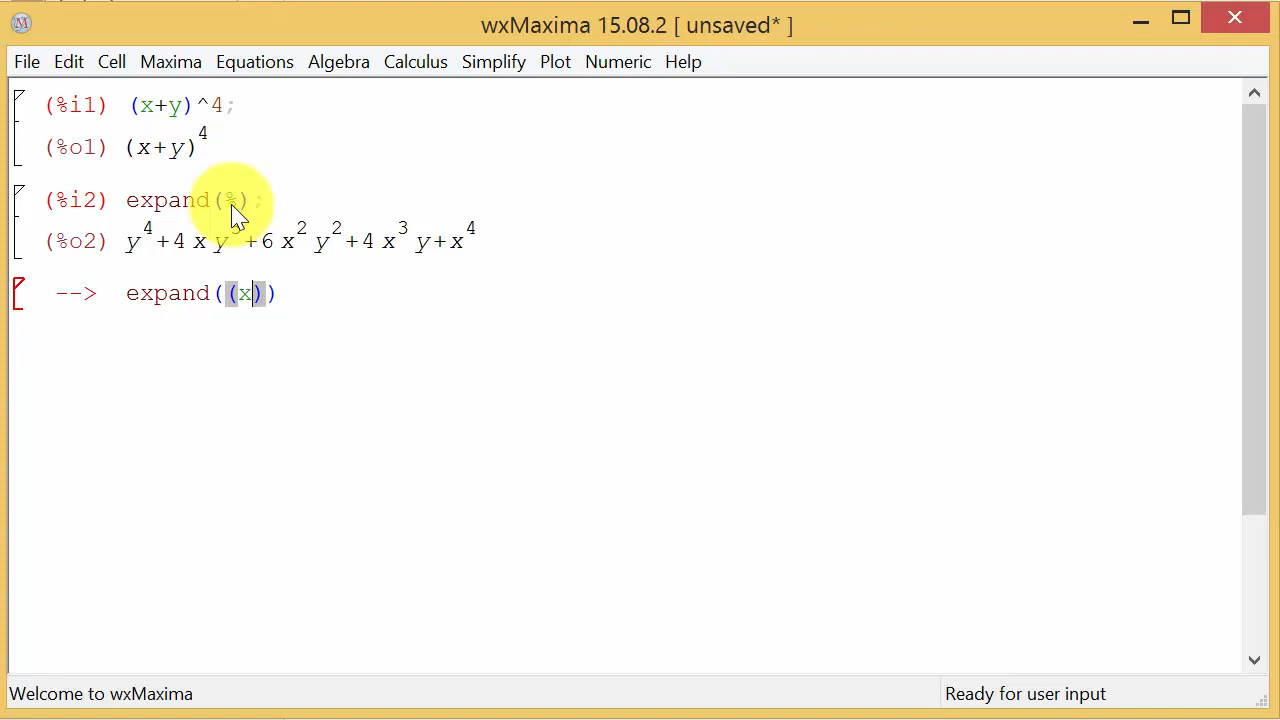 wxMaxima 15.08.2 [ unsaved* ]
File Edit Cell Maxima Equations Algebra Calculus Simplify Plot Numeric Help
(%i1) (x+y)^4;
(%o1) (x+y)⁴
(%i2) expand(%);
(%o2) y⁴+4 x y³+6 x² y²+4 x³ y+x⁴
--> expand((x))
Welcome to wxMaxima Ready for user input